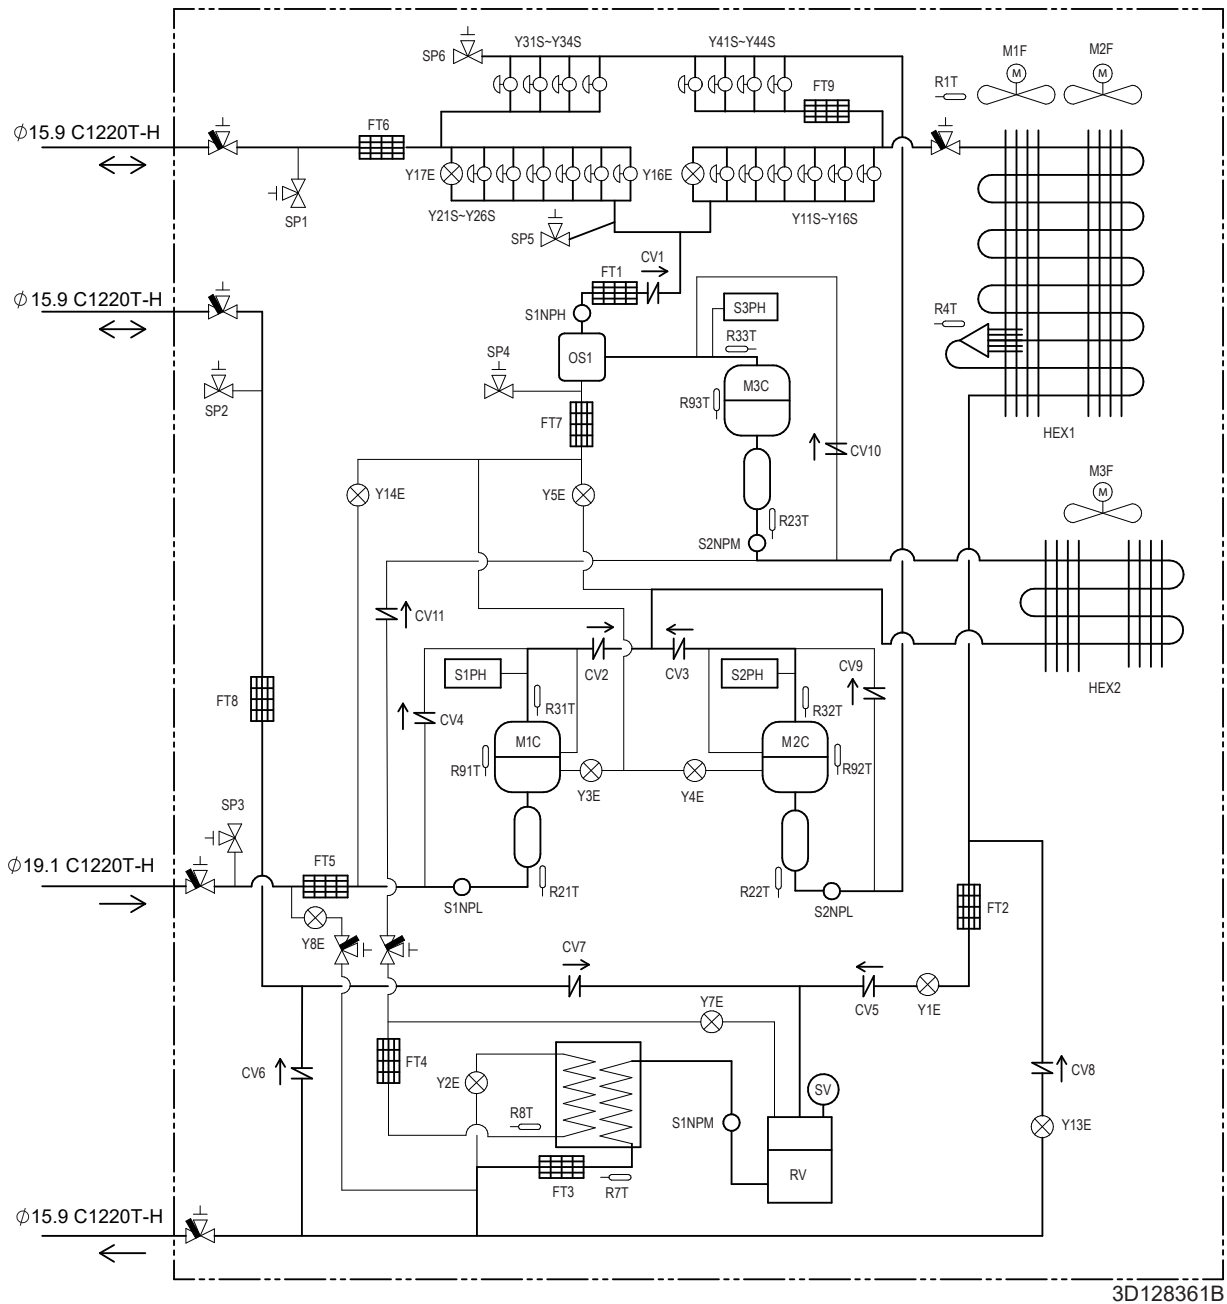 Y31S~Y34S
Y41S~Y44S
SP6
M1F
M2F
M
M
R1T
FT9
∅15.9 C1220T-H
FT6
Y17E
Y16E
SP1
Y21S~Y26S
Y11S~Y16S
SP5
CV1
FT1
∅15.9 C1220T-H
S1NPH
S3PH
R4T
R33T
OS1
SP4
M3C
SP2
R93T
FT7
HEX1
CV10
M3F
M
Y14E
Y5E
R23T
S2NPM
CV11
CV2
CV3
CV9
S1PH
S2PH
HEX2
FT8
R31T
R32T
CV4
M1C
M2C
R91T
R92T
Y3E
Y4E
SP3
∅19.1 C1220T-H
FT5
R21T
R22T
S1NPL
S2NPL
FT2
Y8E
CV7
CV5
Y1E
Y7E
FT4
CV6
CV8
Y2E
SV
R8T
S1NPM
Y13E
RV
FT3
R7T
∅15.9 C1220T-H
3D128361B